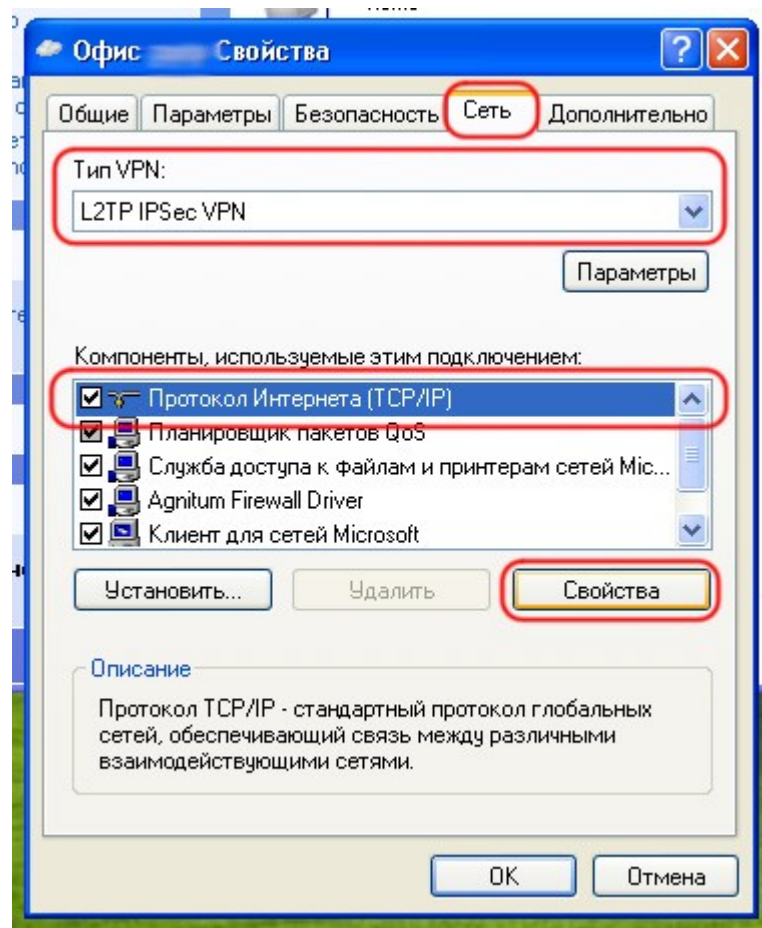 Офис Свойства
Общие Параметры Безопасность Сеть Дополнительно
Тип VPN:
L2TP IPSec VPN
Параметры
Компоненты, используемые этим подключением:
Протокол Интернета (TCP/IP)
Планировщик пакетов QoS
Служба доступа к файлам и принтерам сетей Mic...
Agnitum Firewall Driver
Клиент для сетей Microsoft
Установить... Удалить Свойства
Описание
Протокол TCP/IP - стандартный протокол глобальных
сетей, обеспечивающий связь между различными
взаимодействующими сетями.
OK Отмена